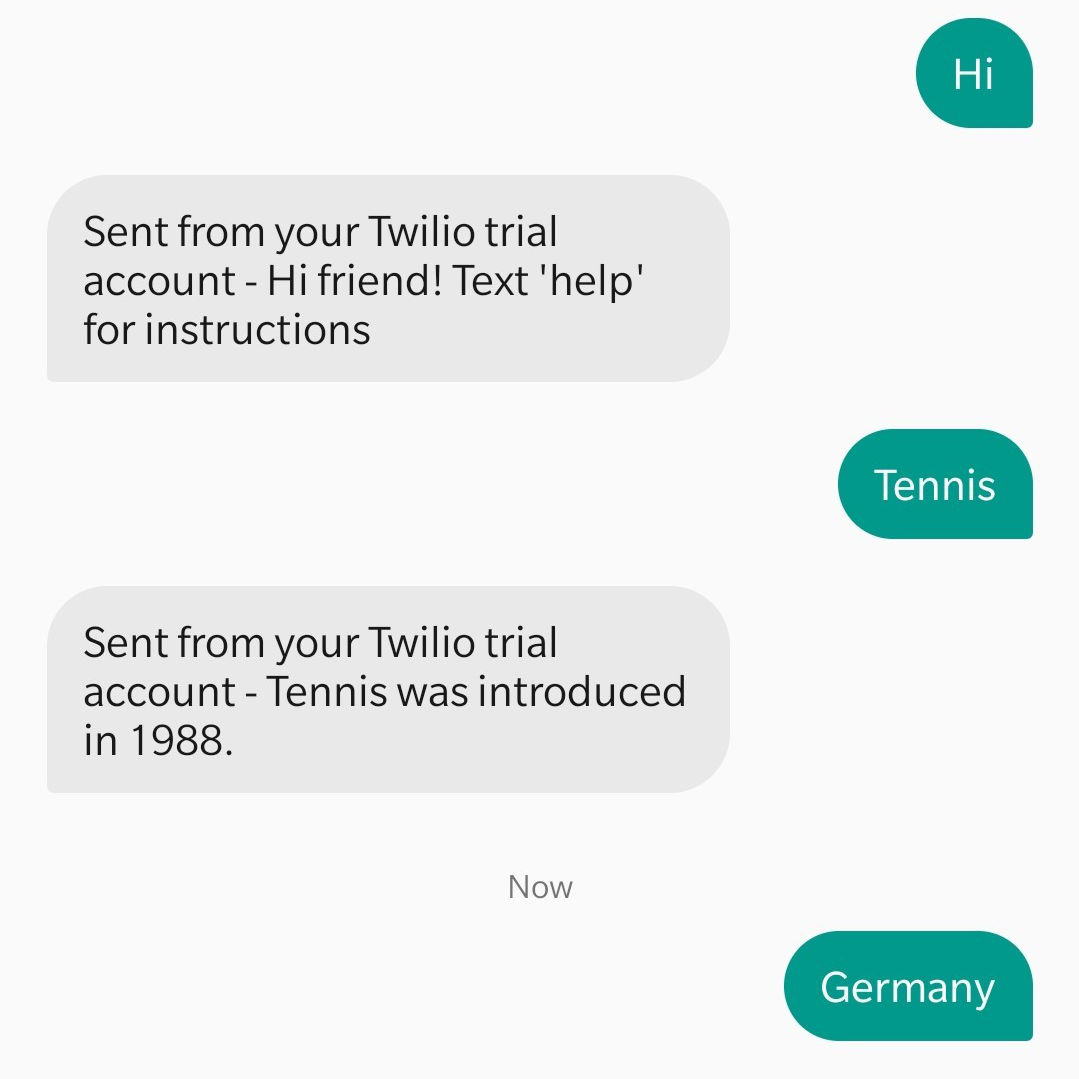 Hi
Sent from your Twilio trial
account - Hi friend! Text 'help'
for instructions
Tennis
Sent from your Twilio trial
account - Tennis was introduced
in 1988.
Now
Germany